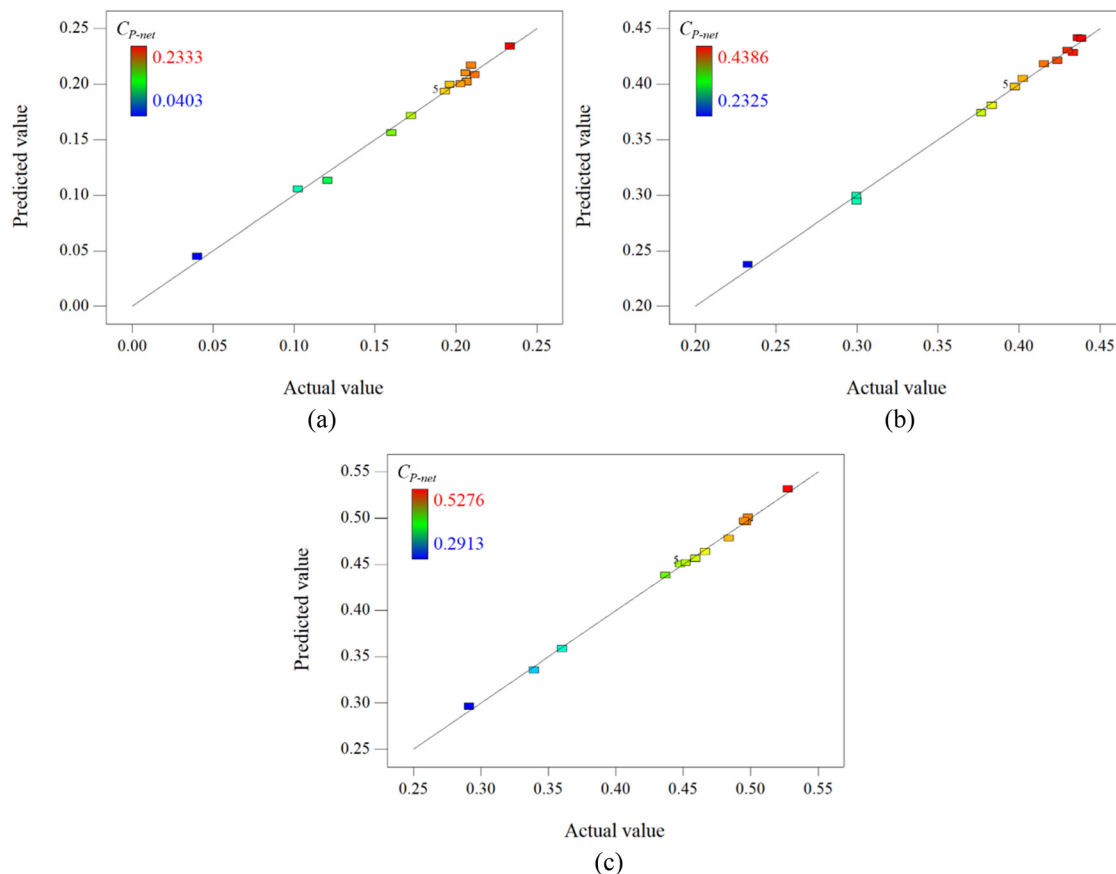 C_P-net
0.2333
0.0403
0.25
0.20
0.15
0.10
0.05
0.00
Predicted value
5
0.00 0.05 0.10 0.15 0.20 0.25
Actual value
(a)
C_P-net
0.4386
0.2325
0.45
0.40
0.35
0.30
0.25
0.20
Predicted value
5
0.20 0.25 0.30 0.35 0.40 0.45
Actual value
(b)
C_P-net
0.5276
0.2913
0.55
0.50
0.45
0.40
0.35
0.30
0.25
Predicted value
5
0.25 0.30 0.35 0.40 0.45 0.50 0.55
Actual value
(c)